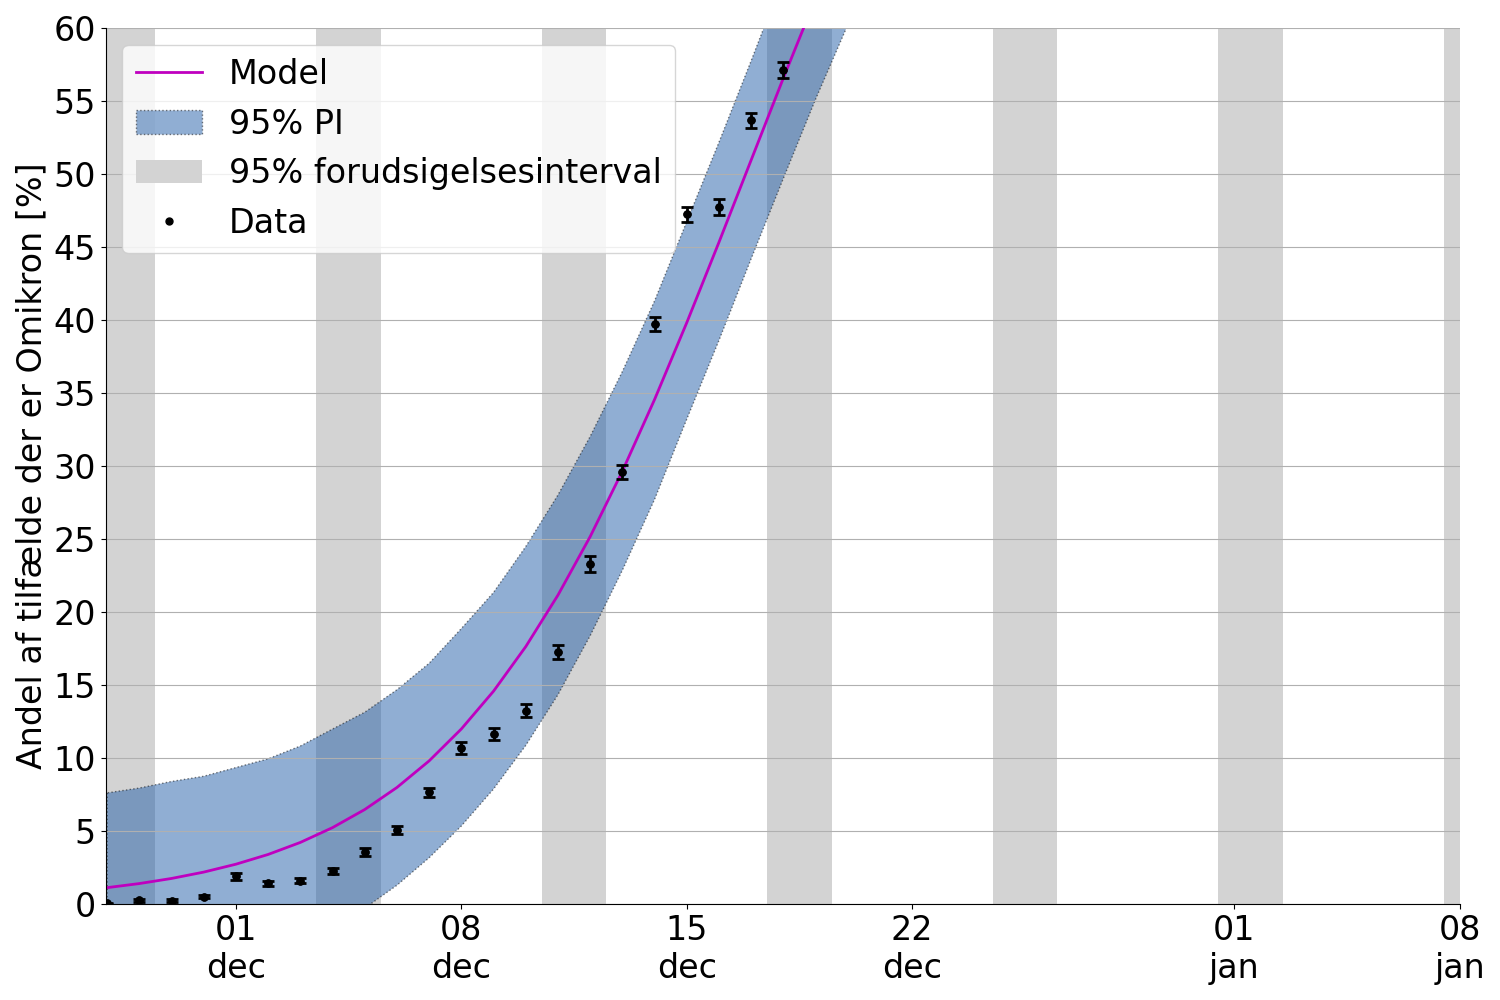 60
55
50
45
40
35
30
25
20
15
10
5
0
Andel af tilfælde der er Omikron [%]
Model
95% PI
95% forudsigelsesinterval
Data
01 08 15 22 01 08
dec dec dec dec jan jan